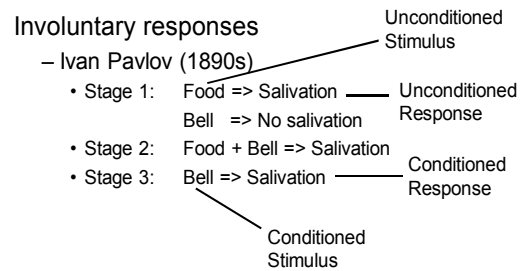 Involuntary responses
Unconditioned
Stimulus
– Ivan Pavlov (1890s)
• Stage 1: Food => Salivation
Unconditioned
Response
Bell => No salivation
• Stage 2: Food + Bell => Salivation
• Stage 3: Bell => Salivation
Conditioned
Response
Conditioned
Stimulus